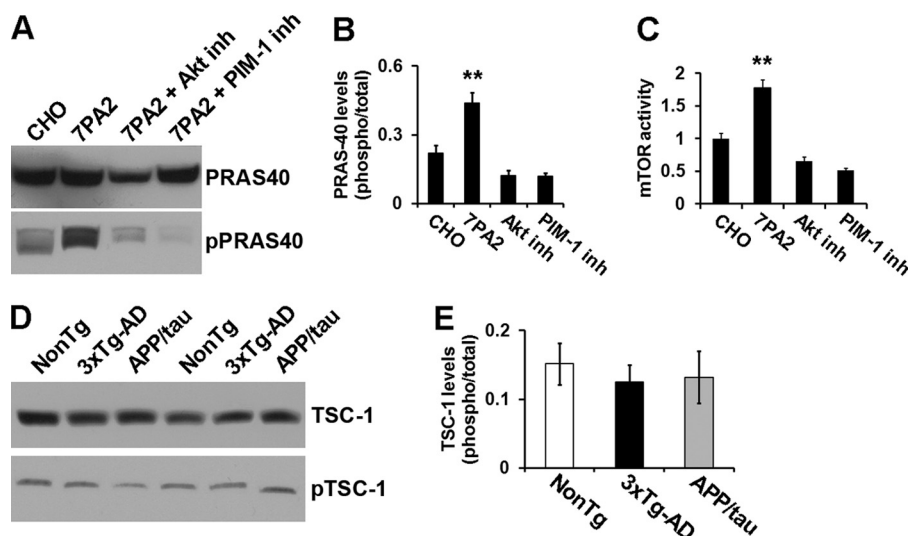 A
CHO
7PA2
7PA2 + Akt inh
7PA2 + PIM-1 inh
PRAS40
pPRAS40
B
PRAS-40 levels
(phospho/total)
0.6
0.3
0
**
CHO
7PA2
Akt inh
PIM-1 inh
C
mTOR activity
2
1.5
1
0.5
0
**
CHO
7PA2
Akt inh
PIM-1 inh
D
NonTg
3xTg-AD
APP/tau
NonTg
3xTg-AD
APP/tau
TSC-1
pTSC-1
E
TSC-1 levels
(phospho/total)
0.2
0.1
0
NonTg
3xTg-AD
APP/tau